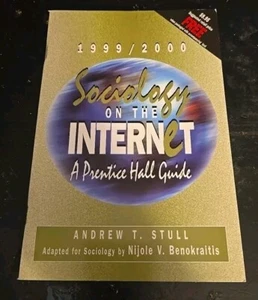 FREE
1999/2000
Sociology
ON THE
INTERNET
A Prentice Hall Guide
ANDREW T. STULL
Adapted for Sociology by Nijole V. Benokraitis